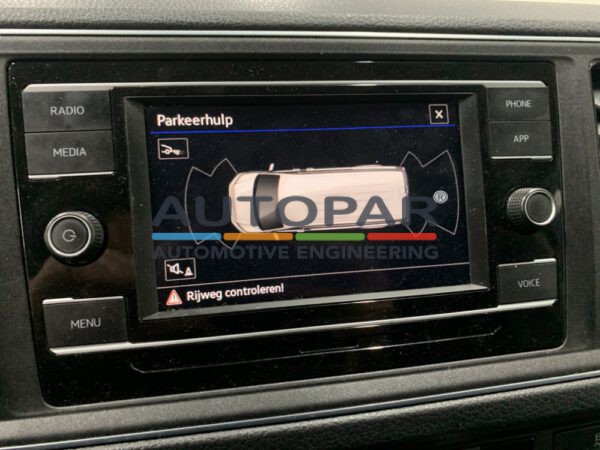 RADIO
MEDIA
MENU
Parkeerhulp
X
AUTOPAR
®
AUTOMOTIVE ENGINEERING
Rijweg controleren!
PHONE
APP
VOICE